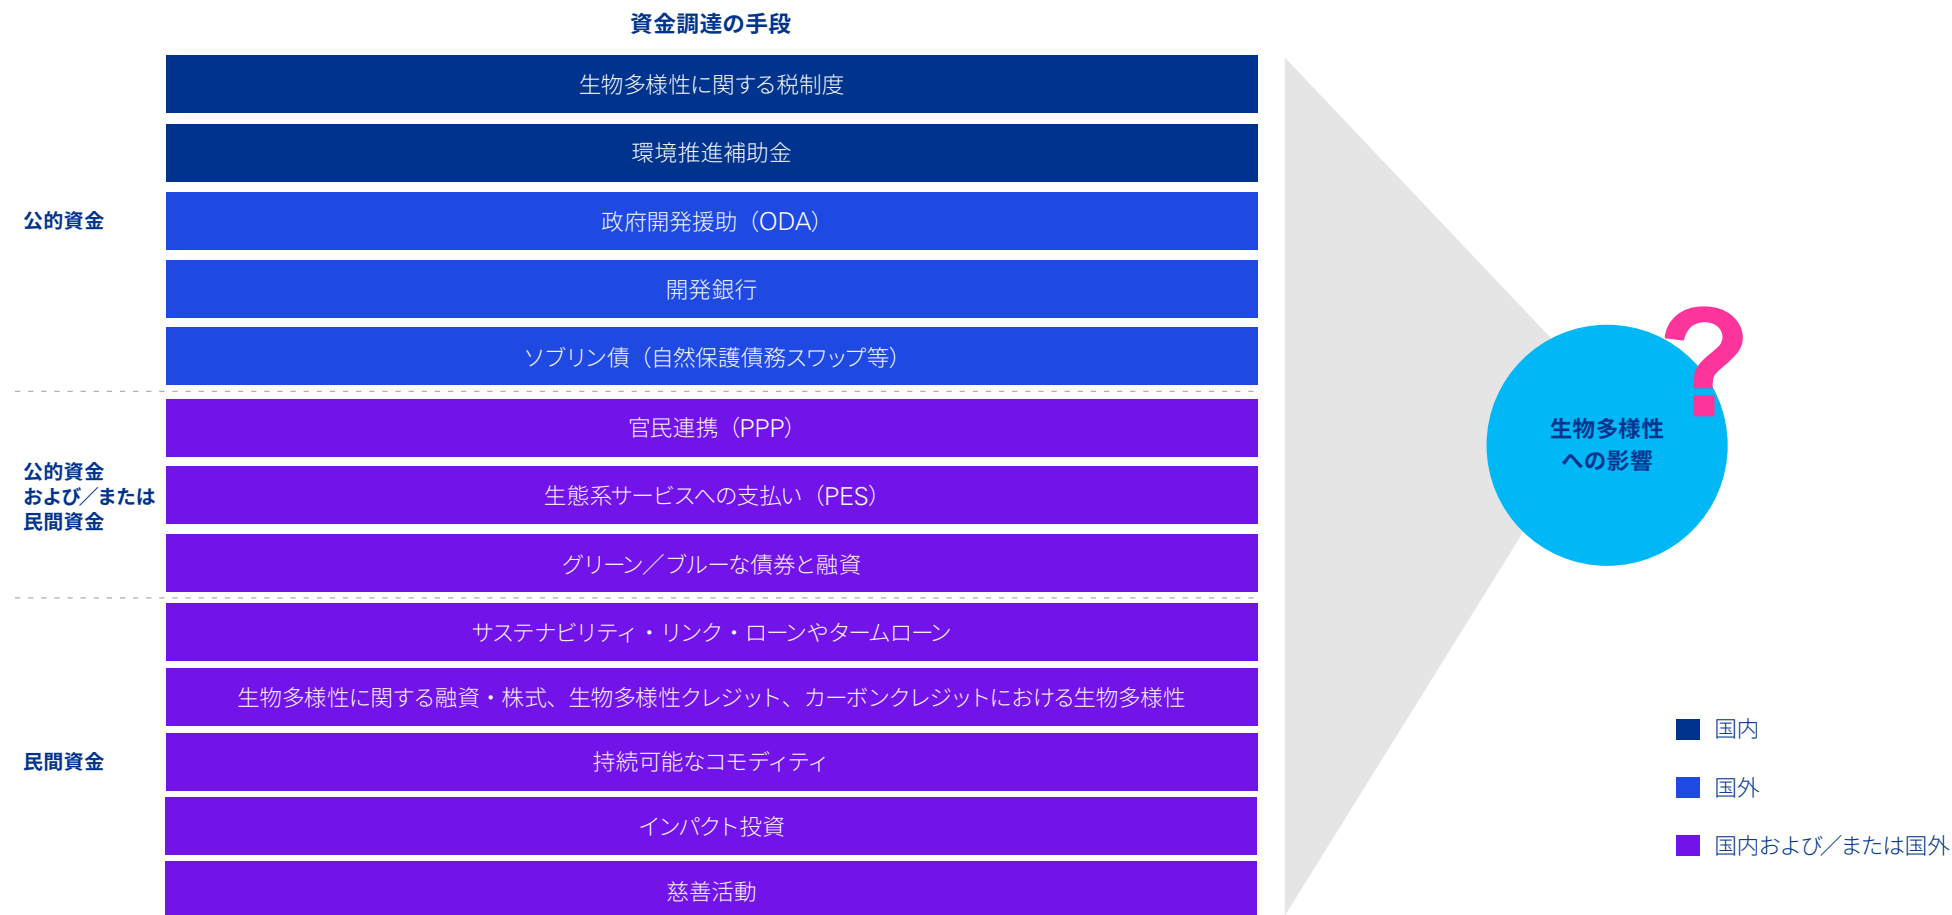 資金調達の手段
公的資金
生物多様性に関する税制度
環境推進補助金
政府開発援助（ODA）
開発銀行
ソブリン債（自然保護債務スワップ等）
公的資金
および／または
民間資金
官民連携（PPP）
生態系サービスへの支払い（PES）
グリーン／ブルーな債券と融資
民間資金
サステナビリティ・リンク・ローンやタームローン
生物多様性に関する融資・株式、生物多様性クレジット、カーボンクレジットにおける生物多様性
持続可能なコモディティ
インパクト投資
慈善活動
?
生物多様性
への影響
国内
国外
国内および／または国外